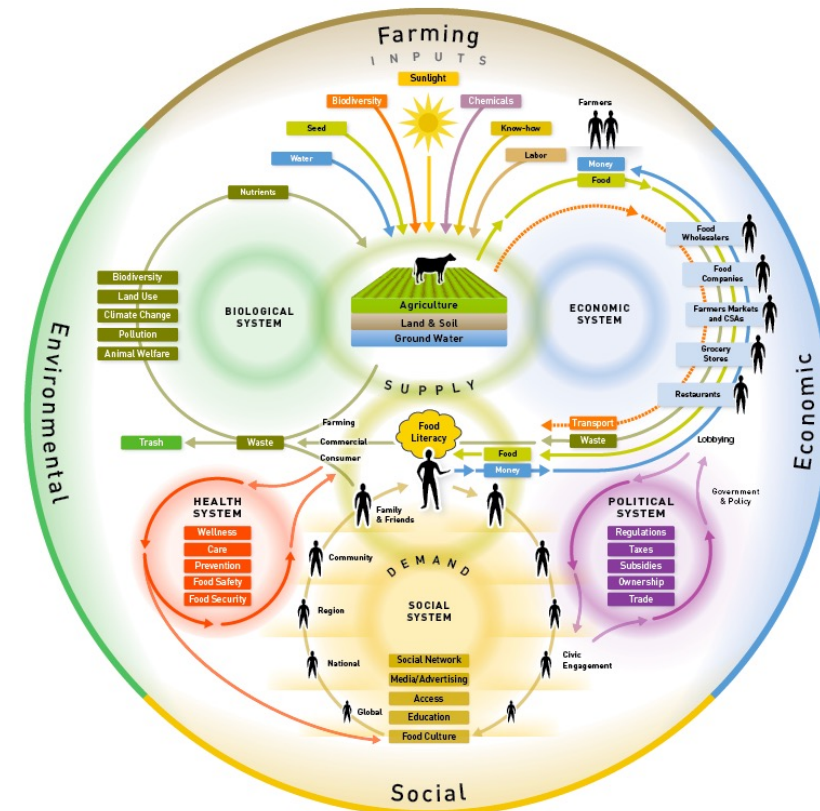 Farming
INPUTS
Sunlight
Biodiversity
Chemicals
Farmers
Seed
Know-how
Water
Labor
Money
Food
Nutrients
Food
Wholesalers
Food
Companies
Farmers Markets
and CSAs
Grocery
Stores
Restaurants
Biodiversity
Land Use
Climate Change
Pollution
Animal Welfare
BIOLOGICAL
SYSTEM
Agriculture
Land & Soil
Ground Water
ECONOMIC
SYSTEM
Environmental
Economic
SUPPLY
Farming
Commercial
Consumer
Trash
Waste
Food
Literacy
Transport
Waste
Food
Money
Lobbying
Government
& Policy
HEALTH
SYSTEM
Wellness
Care
Prevention
Food Safety
Food Security
Family
& Friends
Community
Region
National
Global
DEMAND
SOCIAL
SYSTEM
Social Network
Media/Advertising
Access
Education
Food Culture
POLITICAL
SYSTEM
Regulations
Taxes
Subsidies
Ownership
Trade
Civic
Engagement
Social